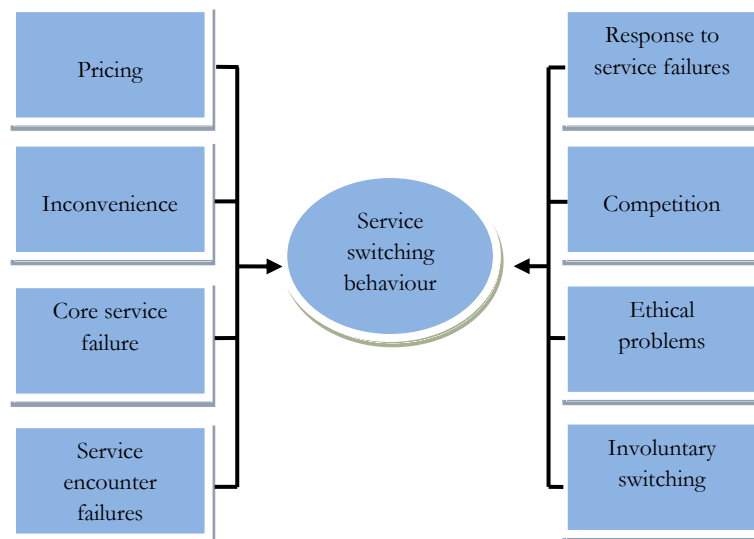 Pricing
Inconvenience
Core service
failure
Service
encounter
failures
Service
switching
behaviour
Response to
service failures
Competition
Ethical
problems
Involuntary
switching